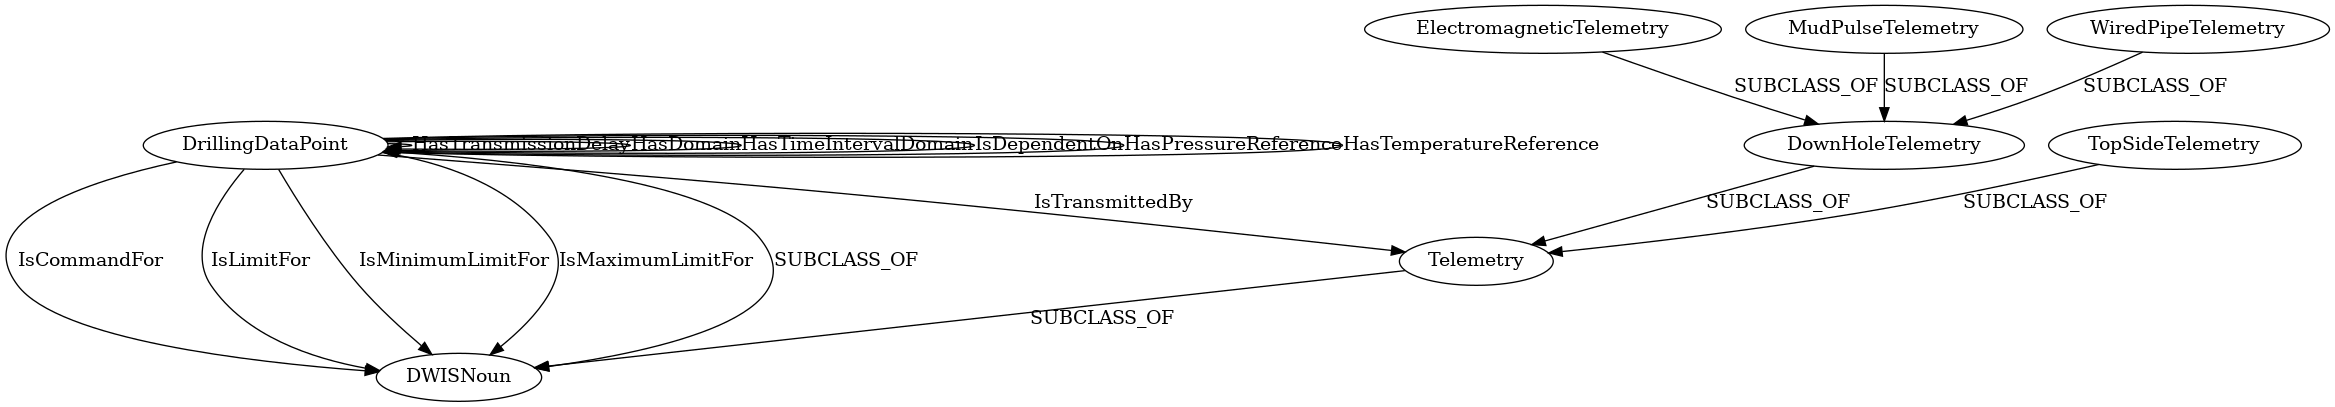 ElectromagneticTelemetry
MudPulseTelemetry
WiredPipeTelemetry
SUBCLASS_OF
SUBCLASS_OF
SUBCLASS_OF
DrillingDataPoint
HasTransmissionDelay
HasDomain
HasTimeIntervalDomain
IsDependentOn
HasPressureReference
HasTemperatureReference
DownHoleTelemetry
TopSideTelemetry
IsTransmittedBy
SUBCLASS_OF
SUBCLASS_OF
IsCommandFor
IsLimitFor
IsMinimumLimitFor
IsMaximumLimitFor
SUBCLASS_OF
Telemetry
SUBCLASS_OF
DWISNoun